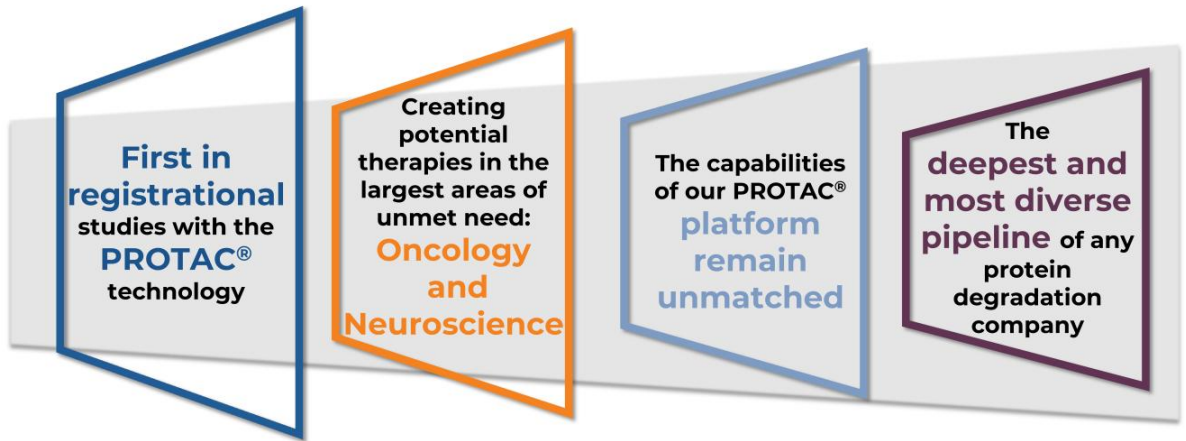 First in
registrational
studies with the
PROTAC®
technology
Creating
potential
therapies in the
largest areas of
unmet need:
Oncology
and
Neuroscience
The capabilities
of our PROTAC®
platform
remain
unmatched
The
deepest and
most diverse
pipeline of any
protein
degradation
company